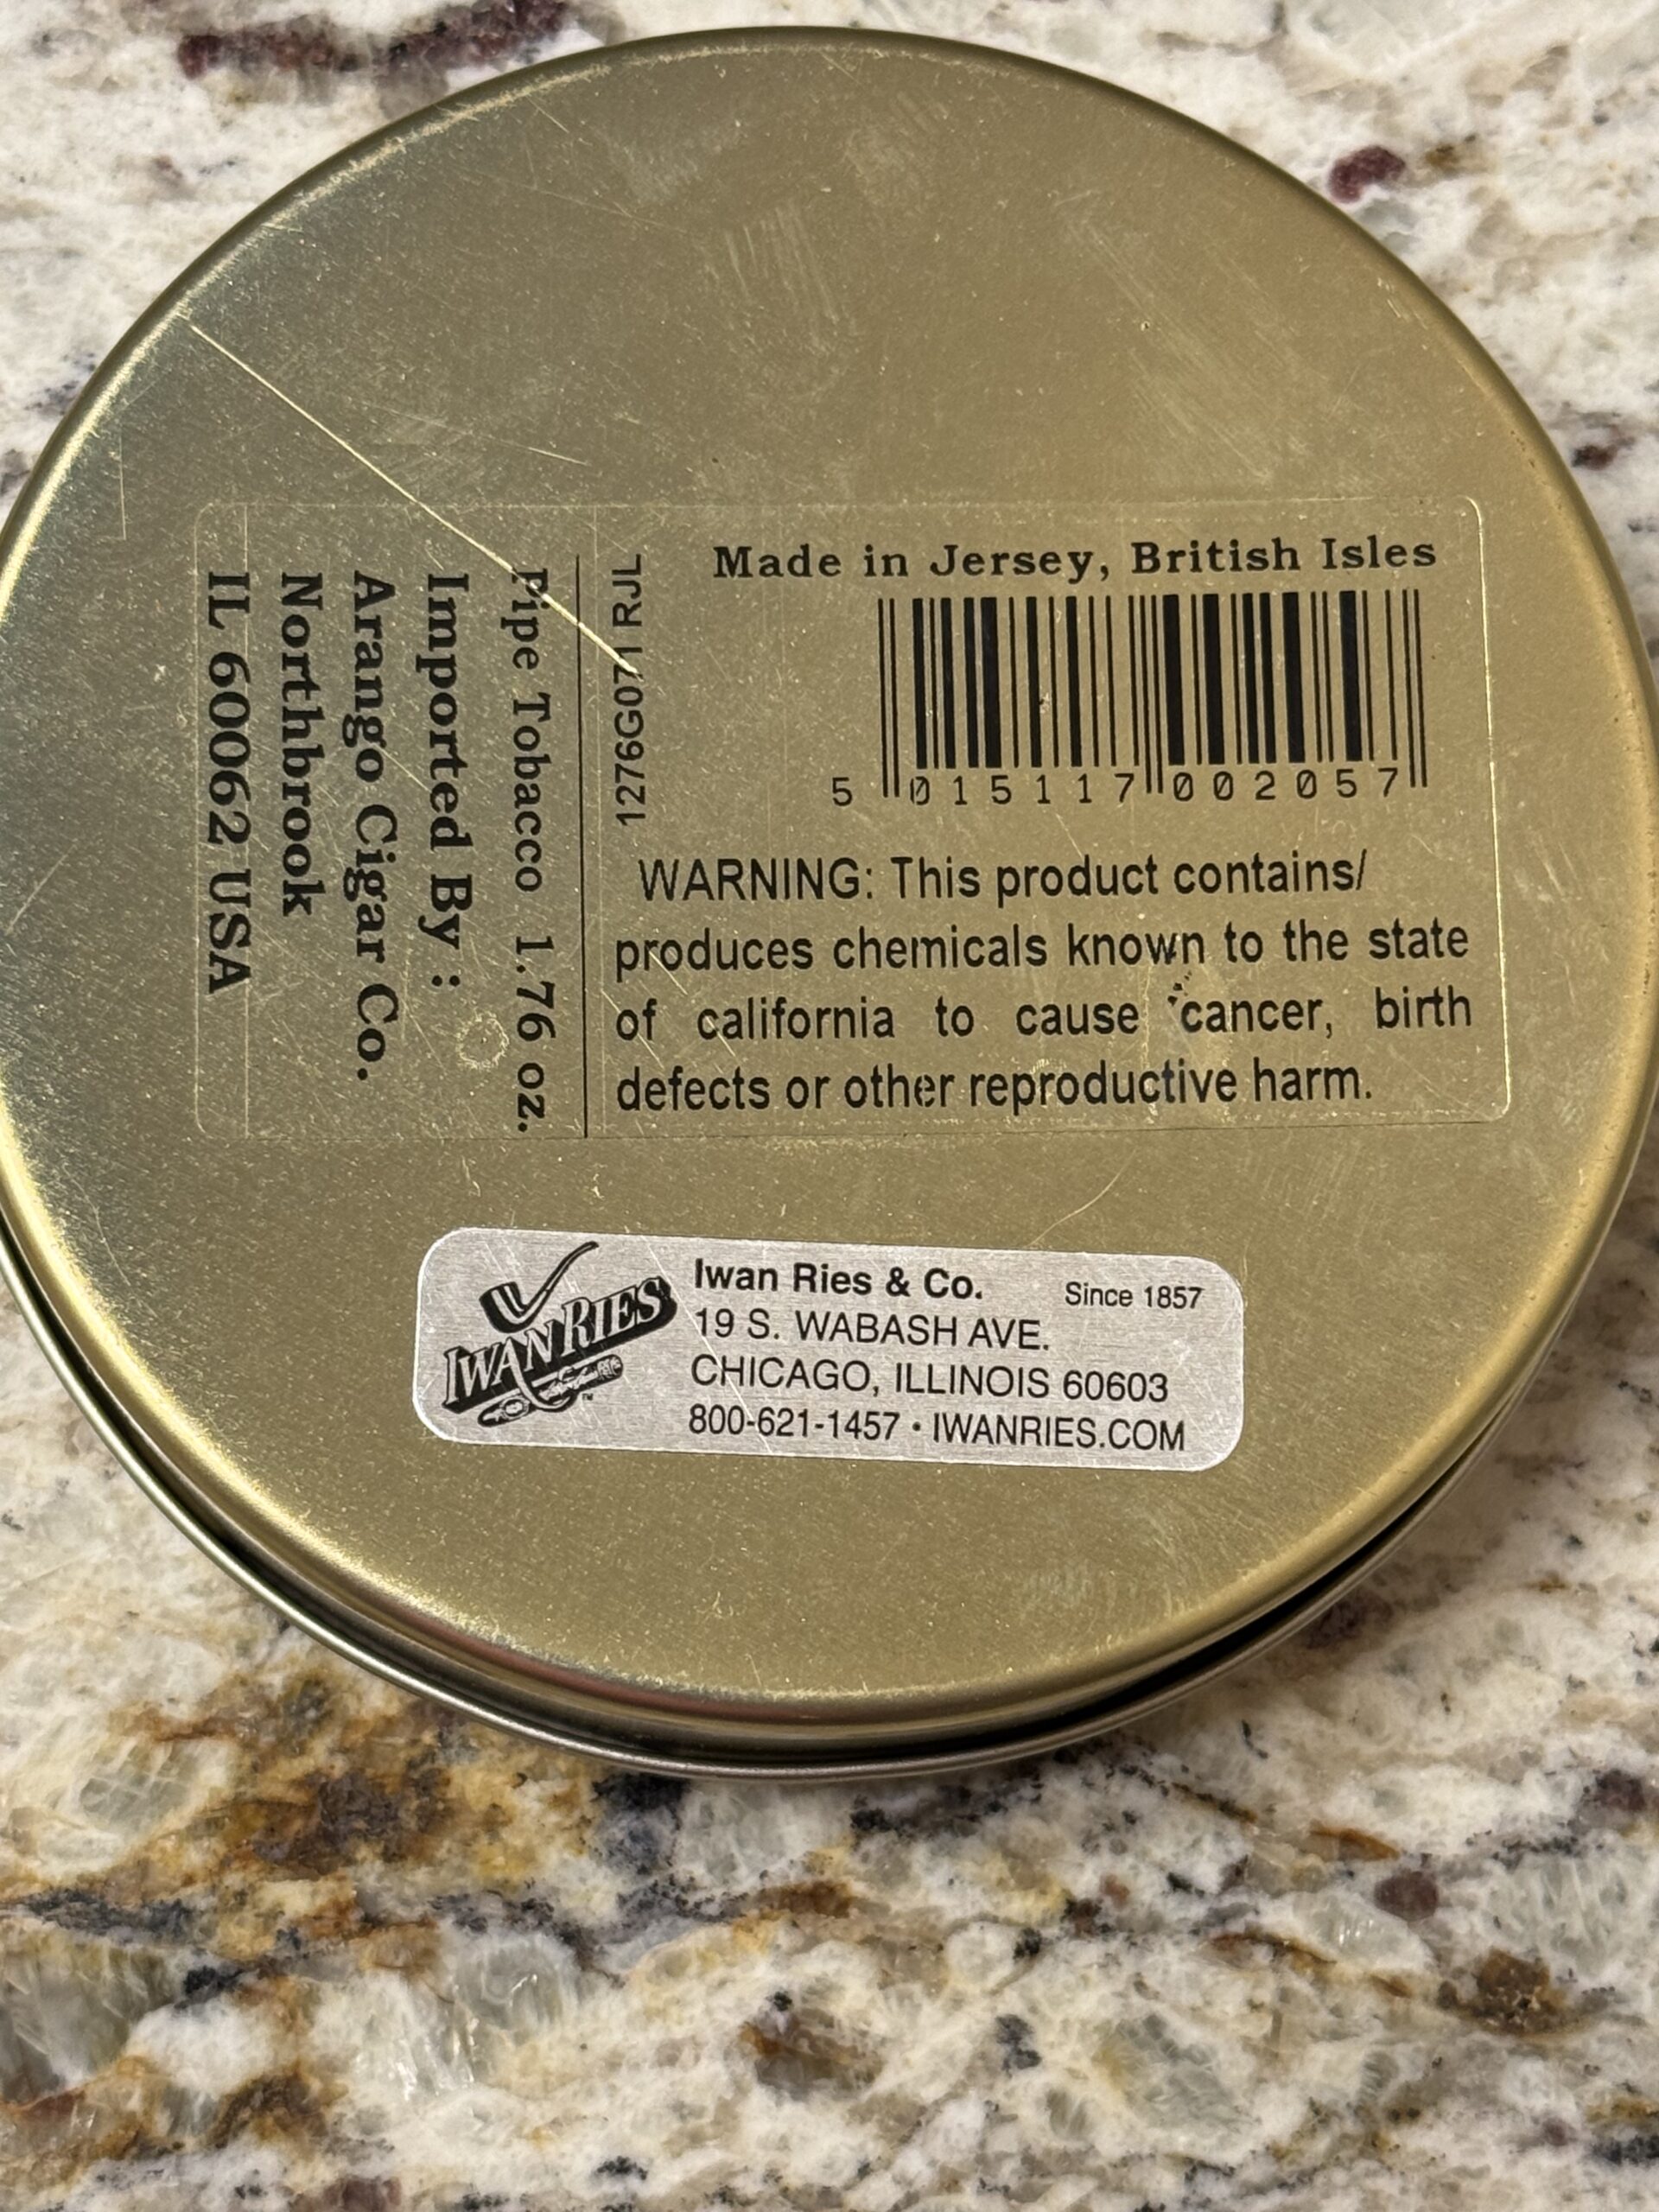 Made in Jersey, British Isles
5 015117 002057
1276G071 RJL
WARNING: This product contains/
produces chemicals known to the state
of california to cause cancer, birth
defects or other reproductive harm.
Pipe Tobacco 1.76 oz.
Imported By :
Arango Cigar Co.
Northbrook
IL 60062 USA
IWAN RIES
™
Iwan Ries & Co. Since 1857
19 S. WABASH AVE.
CHICAGO, ILLINOIS 60603
800-621-1457 • IWANRIES.COM